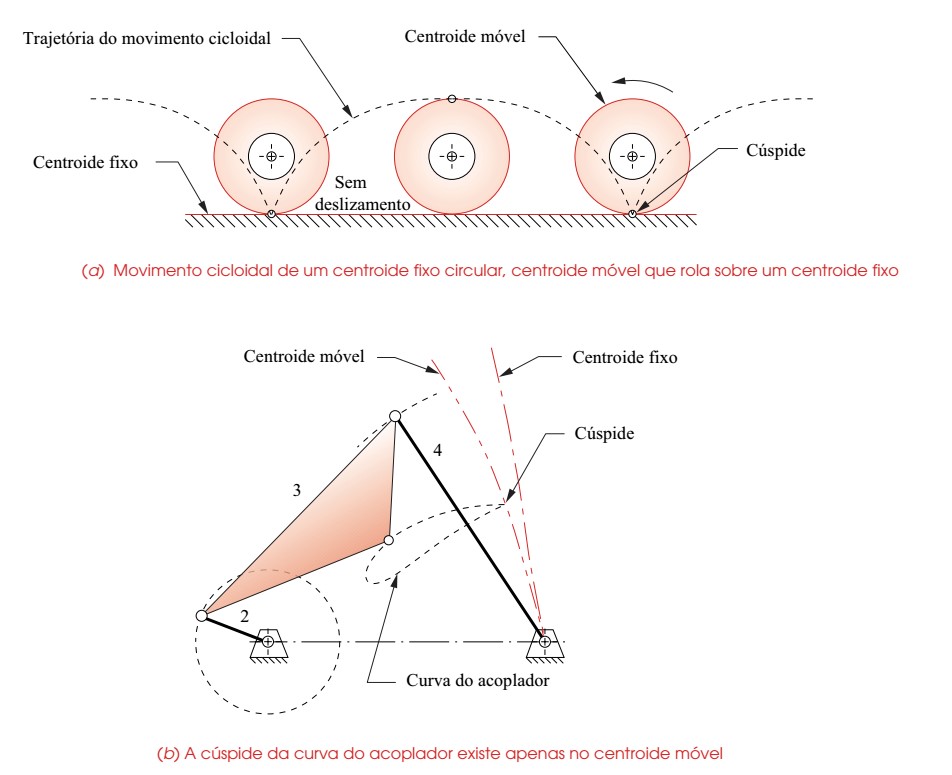 Trajetória do movimento cicloidal
Centroide móvel
Centroide fixo
Cúspide
Sem
deslizamento
(a) Movimento cicloidal de um centroide fixo circular, centroide móvel que rola sobre um centroide fixo
Centroide móvel
Centroide fixo
Cúspide
4
3
2
Curva do acoplador
(b) A cúspide da curva do acoplador existe apenas no centroide móvel